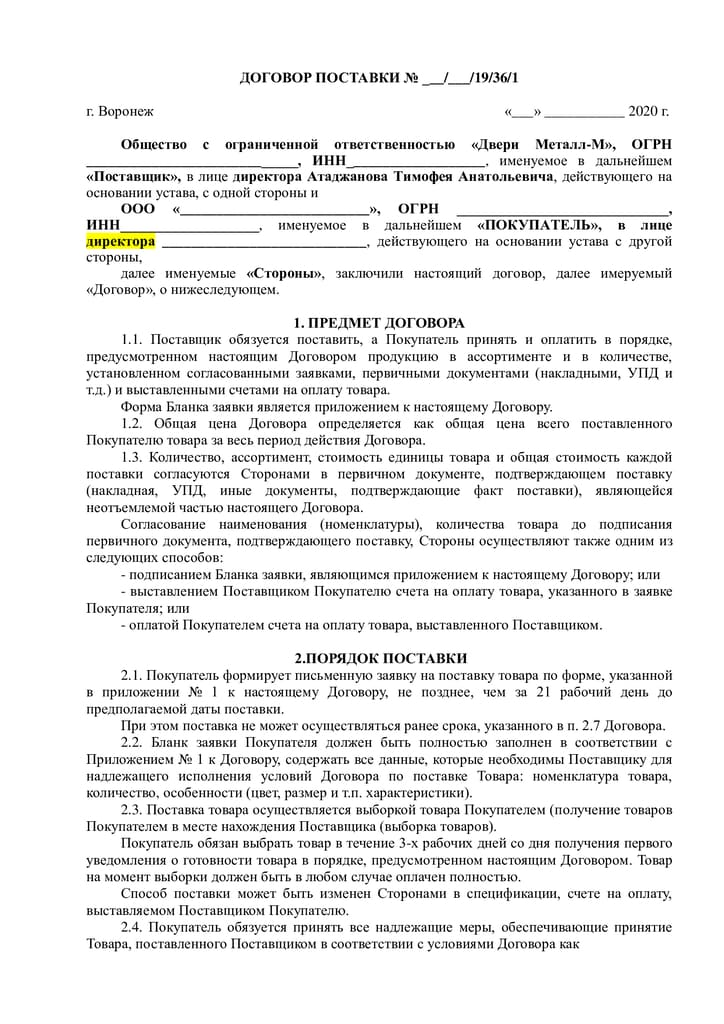 ДОГОВОР ПОСТАВКИ № ___/___/19/36/1
г. Воронеж «___» ___________ 2020 г.
Общество с ограниченной ответственностью «Двери Металл-М», ОГРН
_____________________________, ИНН___________________, именуемое в дальнейшем
«Поставщик», в лице директора Атаджанова Тимофея Анатольевича, действующего на
основании устава, с одной стороны и
ООО «__________________________», ОГРН _____________________________,
ИНН___________________, именуемое в дальнейшем «ПОКУПАТЕЛЬ», в лице
директора ____________________________, действующего на основании устава с другой
стороны,
далее именуемые «Стороны», заключили настоящий договор, далее имеруемый
«Договор», о нижеследующем.
1. ПРЕДМЕТ ДОГОВОРА
1.1. Поставщик обязуется поставить, а Покупатель принять и оплатить в порядке,
предусмотренном настоящим Договором продукцию в ассортименте и в количестве,
установленном согласованными заявками, первичными документами (накладными, УПД и
т.д.) и выставленными счетами на оплату товара.
Форма Бланка заявки является приложением к настоящему Договору.
1.2. Общая цена Договора определяется как общая цена всего поставленного
Покупателю товара за весь период действия Договора.
1.3. Количество, ассортимент, стоимость единицы товара и общая стоимость каждой
поставки согласуются Сторонами в первичном документе, подтверждающем поставку
(накладная, УПД, иные документы, подтверждающие факт поставки), являющейся
неотъемлемой частью настоящего Договора.
Согласование наименования (номенклатуры), количества товара до подписания
первичного документа, подтверждающего поставку, Стороны осуществляют также одним из
следующих способов:
- подписанием Бланка заявки, являющимся приложением к настоящему Договору; или
- выставлением Поставщиком Покупателю счета на оплату товара, указанного в заявке
Покупателя; или
- оплатой Покупателем счета на оплату товара, выставленного Поставщиком.
2.ПОРЯДОК ПОСТАВКИ
2.1. Покупатель формирует письменную заявку на поставку товара по форме, указанной
в приложении № 1 к настоящему Договору, не позднее, чем за 21 рабочий день до
предполагаемой даты поставки.
При этом поставка не может осуществляться ранее срока, указанного в п. 2.7 Договора.
2.2. Бланк заявки Покупателя должен быть полностью заполнен в соответствии с
Приложением № 1 к Договору, содержать все данные, которые необходимы Поставщику для
надлежащего исполнения условий Договора по поставке Товара: номенклатура товара,
количество, особенности (цвет, размер и т.п. характеристики).
2.3. Поставка товара осуществляется выборкой товара Покупателем (получение товаров
Покупателем в месте нахождения Поставщика (выборка товаров).
Покупатель обязан выбрать товар в течение 3-х рабочих дней со дня получения первого
уведомления о готовности товара в порядке, предусмотренном настоящим Договором. Товар
на момент выборки должен быть в любом случае оплачен полностью.
Способ поставки может быть изменен Сторонами в спецификации, счете на оплату,
выставляемом Поставщиком Покупателю.
2.4. Покупатель обязуется принять все надлежащие меры, обеспечивающие принятие
Товара, поставленного Поставщиком в соответствии с условиями Договора как